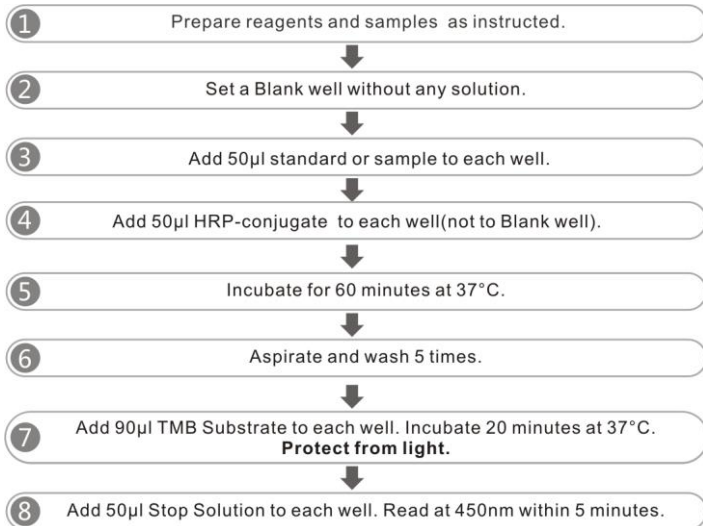 1 Prepare reagents and samples as instructed.
2 Set a Blank well without any solution.
3 Add 50μl standard or sample to each well.
4 Add 50μl HRP-conjugate to each well(not to Blank well).
5 Incubate for 60 minutes at 37°C.
6 Aspirate and wash 5 times.
7 Add 90μl TMB Substrate to each well. Incubate 20 minutes at 37°C.
Protect from light.
8 Add 50μl Stop Solution to each well. Read at 450nm within 5 minutes.